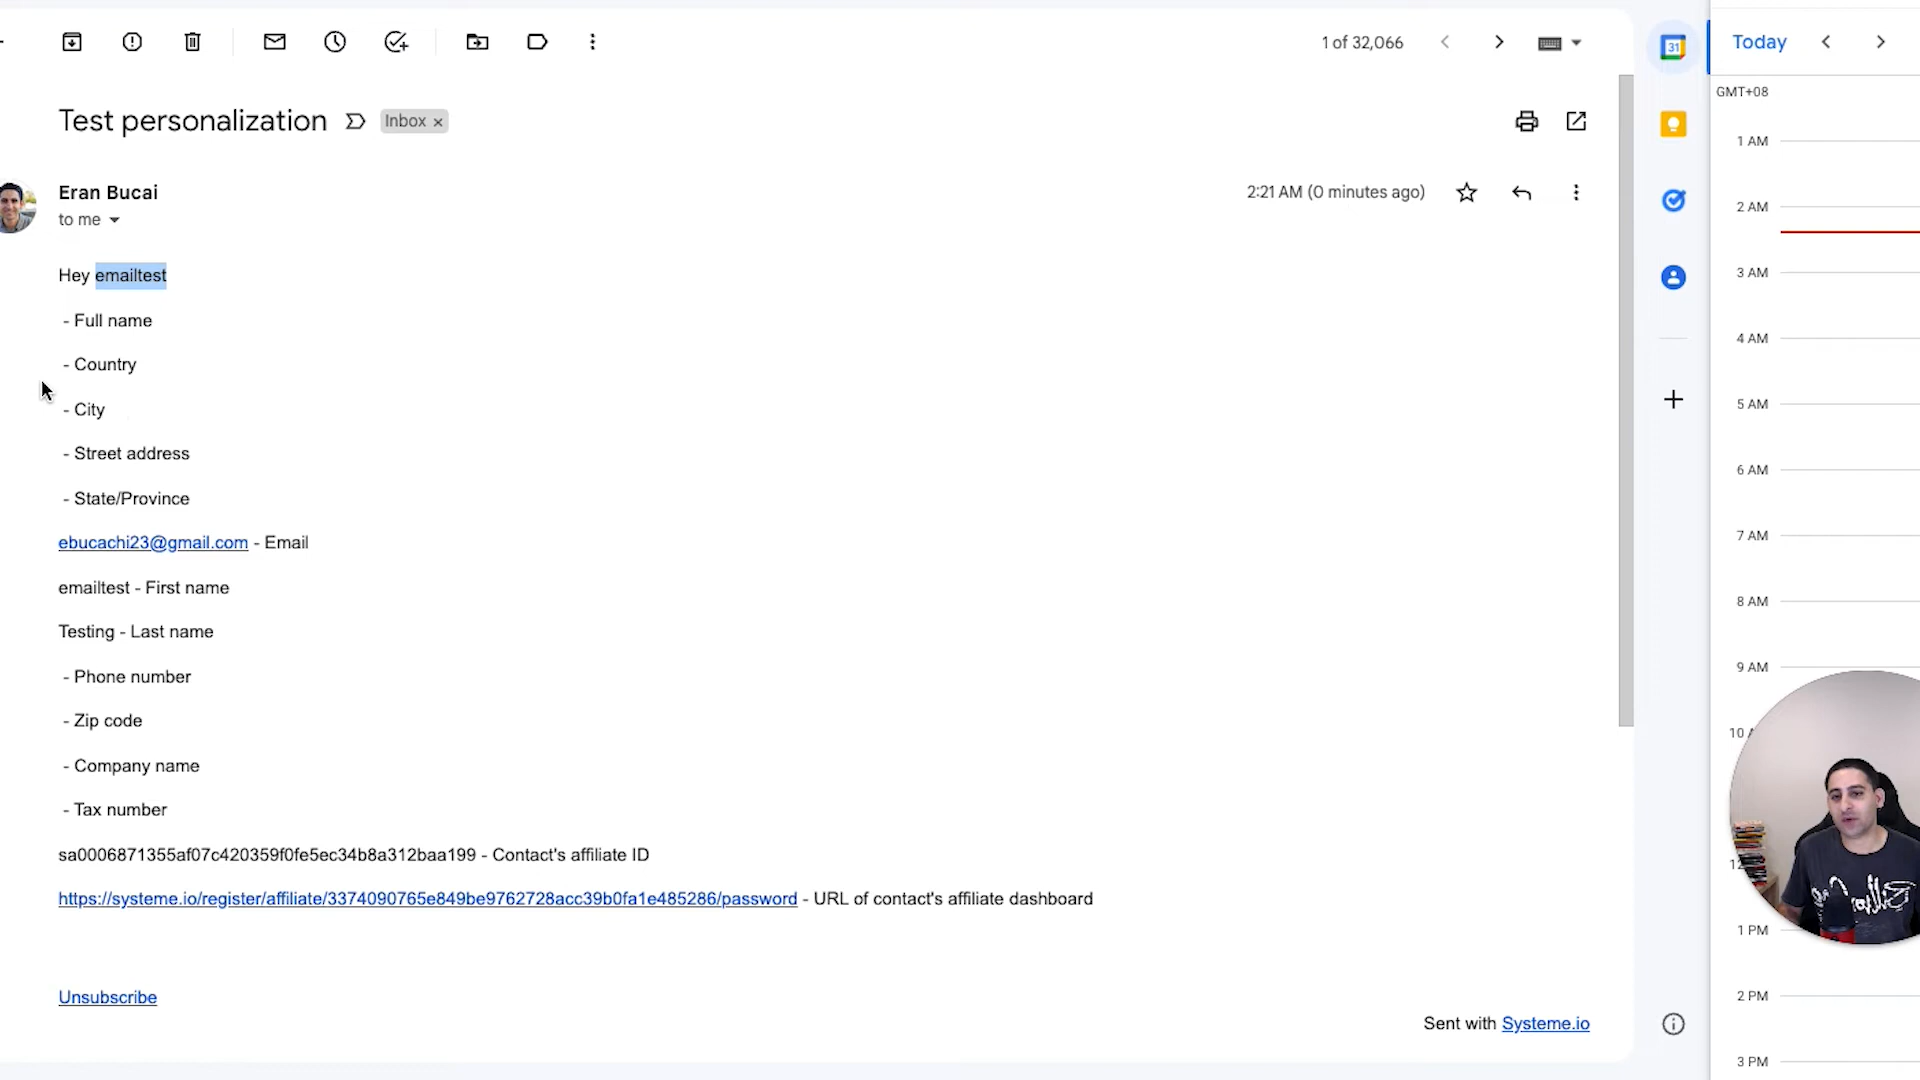 1 of 32,066
Today
31
GMT+08
Test personalization
Inbox ×
Eran Bucai
2:21 AM (0 minutes ago)
to me
Hey emailtest
- Full name
- Country
- City
- Street address
- State/Province
ebucachi23@gmail.com - Email
emailtest - First name
Testing - Last name
- Phone number
- Zip code
- Company name
- Tax number
sa0006871355af07c420359f0fe5ec34b8a312baa199 - Contact's affiliate ID
https://systeme.io/register/affiliate/3374090765e849be9762728acc39b0fa1e485286/password - URL of contact's affiliate dashboard
Unsubscribe
Sent with Systeme.io
1 AM
2 AM
3 AM
4 AM
5 AM
6 AM
7 AM
8 AM
9 AM
10
12
1 PM
2 PM
3 PM